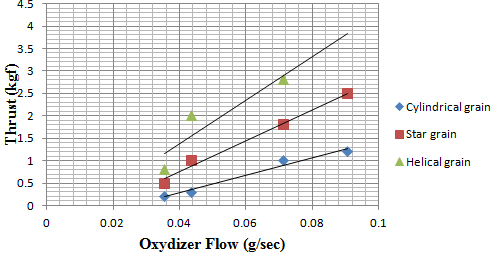 4.5
4
3.5
3
2.5
2
1.5
1
0.5
0
Thrust (kgf)
0 0.02 0.04 0.06 0.08 0.1
Oxydizer Flow (g/sec)
Cylindrical grain
Star grain
Helical grain